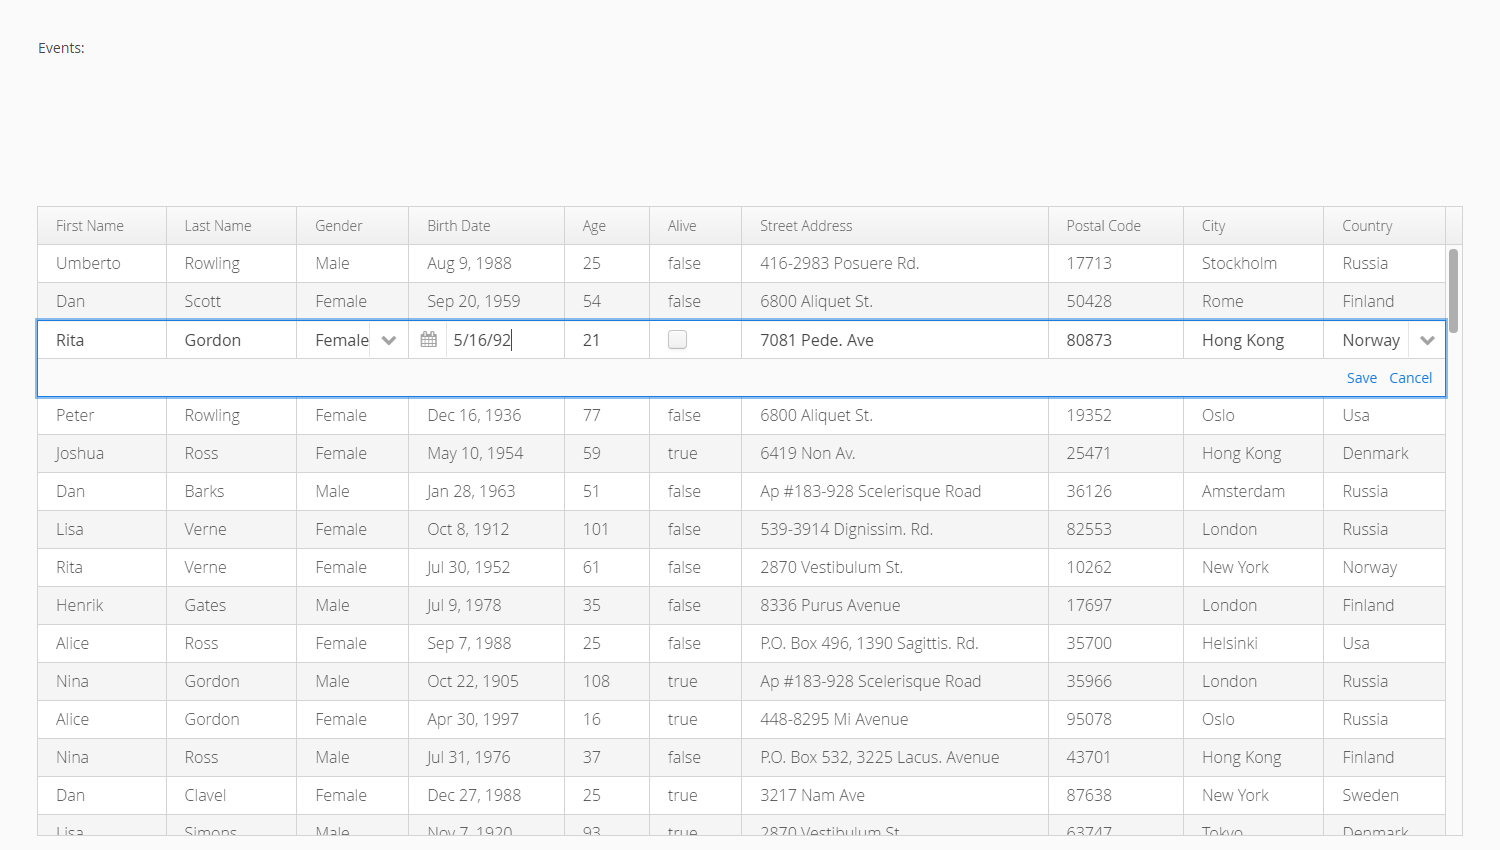 Events:
First Name Last Name Gender Birth Date Age Alive Street Address Postal Code City Country
Umberto Rowling Male Aug 9, 1988 25 false 416-2983 Posuere Rd. 17713 Stockholm Russia
Dan Scott Female Sep 20, 1959 54 false 6800 Aliquet St. 50428 Rome Finland
Rita Gordon Female 5/16/92 21 7081 Pede. Ave 80873 Hong Kong Norway
Save Cancel
Peter Rowling Female Dec 16, 1936 77 false 6800 Aliquet St. 19352 Oslo Usa
Joshua Ross Female May 10, 1954 59 true 6419 Non Av. 25471 Hong Kong Denmark
Dan Barks Male Jan 28, 1963 51 false Ap #183-928 Scelerisque Road 36126 Amsterdam Russia
Lisa Verne Female Oct 8, 1912 101 false 539-3914 Dignissim. Rd. 82553 London Russia
Rita Verne Female Jul 30, 1952 61 false 2870 Vestibulum St. 10262 New York Norway
Henrik Gates Male Jul 9, 1978 35 false 8336 Purus Avenue 17697 London Finland
Alice Ross Female Sep 7, 1988 25 false P.O. Box 496, 1390 Sagittis. Rd. 35700 Helsinki Usa
Nina Gordon Male Oct 22, 1905 108 true Ap #183-928 Scelerisque Road 35966 London Russia
Alice Gordon Female Apr 30, 1997 16 true 448-8295 Mi Avenue 95078 Oslo Russia
Nina Ross Male Jul 31, 1976 37 false P.O. Box 532, 3225 Lacus. Avenue 43701 Hong Kong Finland
Dan Clavel Female Dec 27, 1988 25 true 3217 Nam Ave 87638 New York Sweden
Lisa Simons Male Nov 7, 1920 93 true 2870 Vestibulum St. 63747 Tokyo Denmark